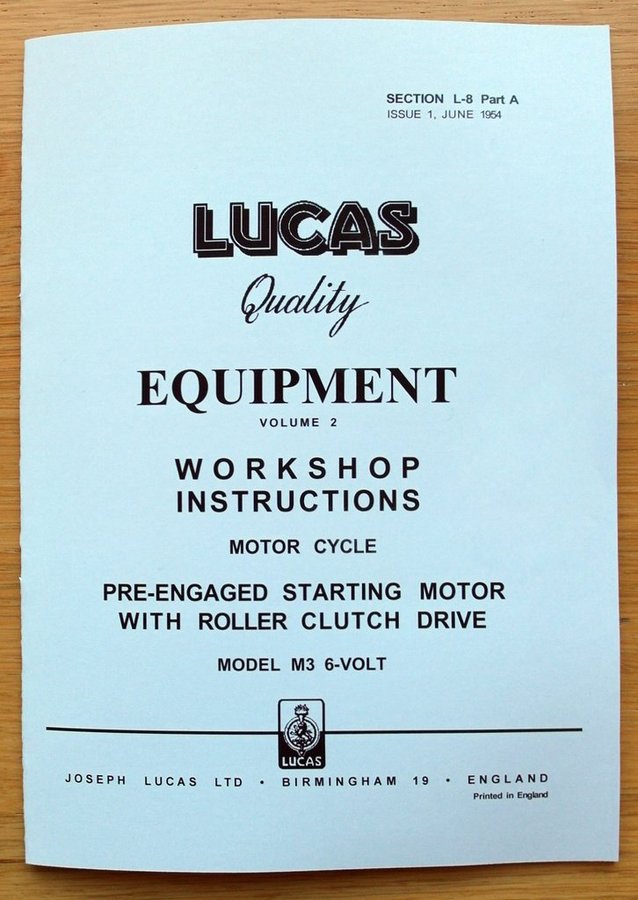 SECTION L-8 Part A
ISSUE 1, JUNE 1954
LUCAS
Quality
EQUIPMENT
VOLUME 2
WORKSHOP
INSTRUCTIONS
MOTOR CYCLE
PRE-ENGAGED STARTING MOTOR
WITH ROLLER CLUTCH DRIVE
MODEL M3 6-VOLT
LUCAS
JOSEPH LUCAS LTD • BIRMINGHAM 19 • ENGLAND
Printed in England